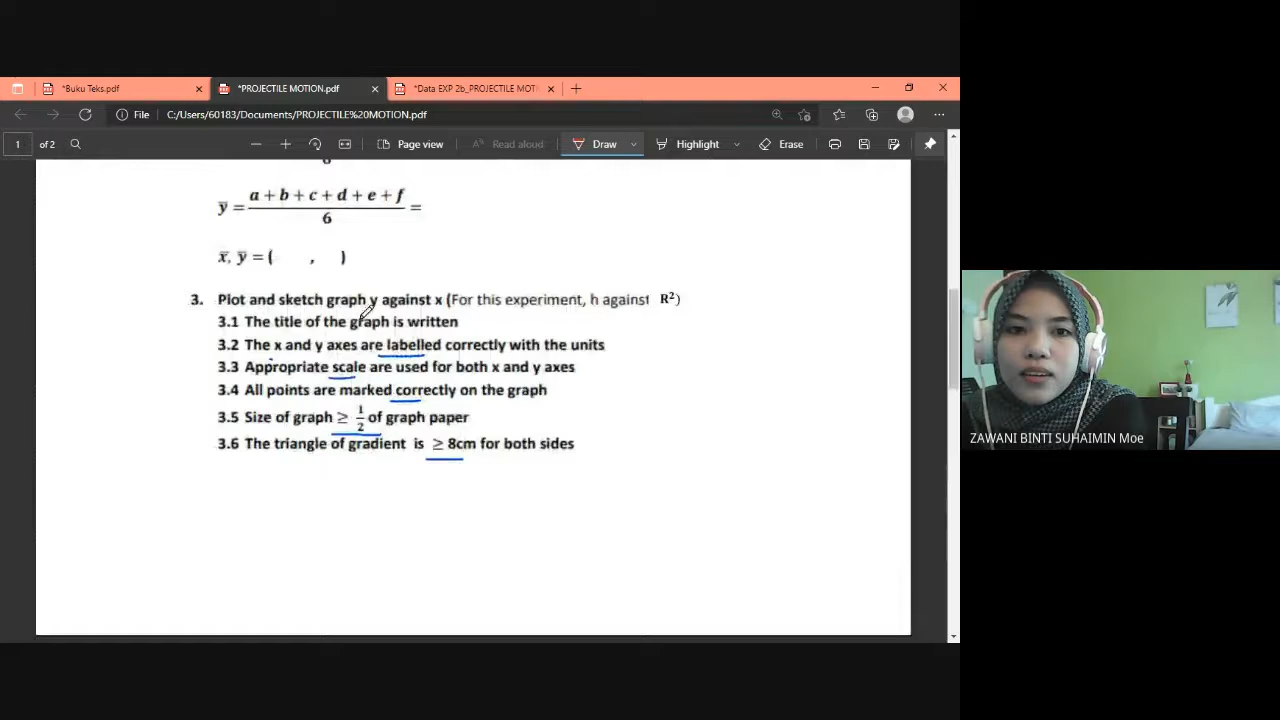 *Buku Teks.pdf
*PROJECTILE MOTION.pdf
*Data EXP 2b_PROJECTILE MOT
File
C:/Users/60183/Documents/PROJECTILE%20MOTION.pdf
1 of 2
Page view
Read aloud
Draw
Highlight
Erase
ȳ = (a + b + c + d + e + f) / 6 =
x̄, ȳ = (      ,      )
3. Plot and sketch graph y against x (For this experiment, h against R²)
3.1 The title of the graph is written
3.2 The x and y axes are labelled correctly with the units
3.3 Appropriate scale are used for both x and y axes
3.4 All points are marked correctly on the graph
3.5 Size of graph ≥ 1/2 of graph paper
3.6 The triangle of gradient is ≥ 8cm for both sides
ZAWANI BINTI SUHAIMIN Moe